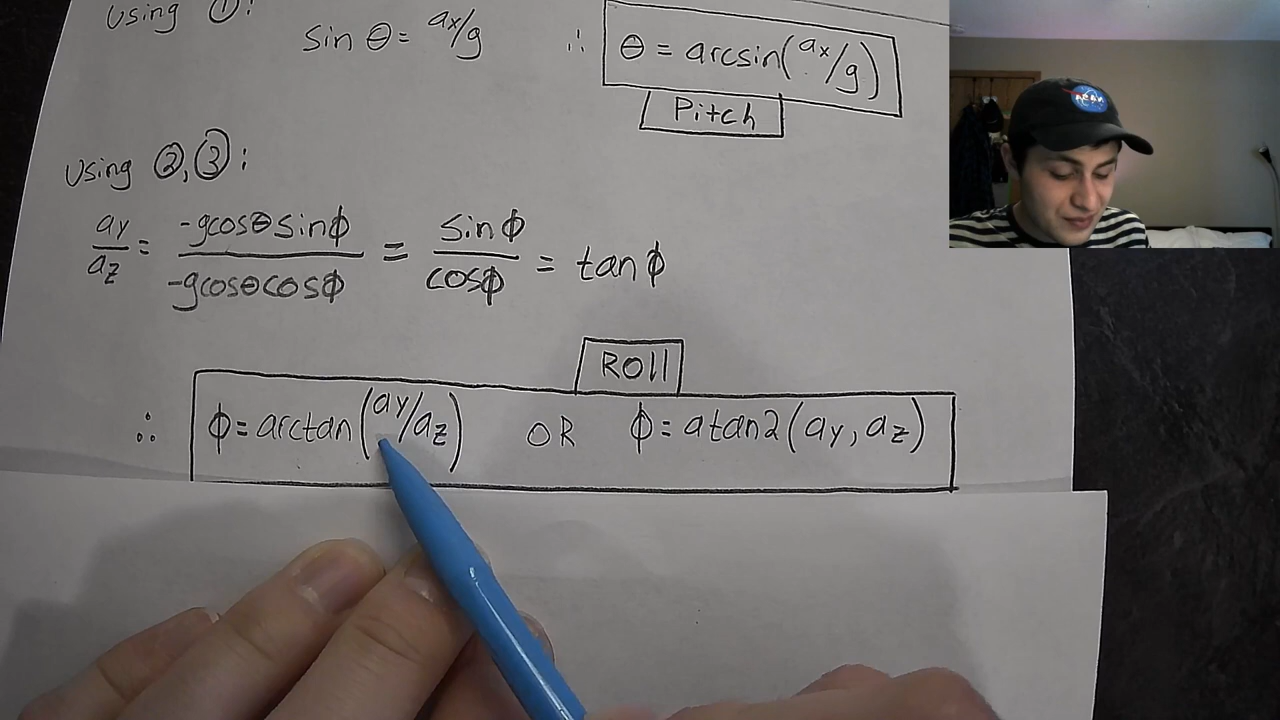 Using ①:
sin θ = ax/g ∴ θ = arcsin(ax/g)
Pitch
Using ②,③:
ay/az = -gcosθsinϕ/-gcosθcosϕ = sinϕ/cosϕ = tanϕ
Roll
∴ ϕ = arctan(ay/az) OR ϕ = atan2(ay, az)
NASA